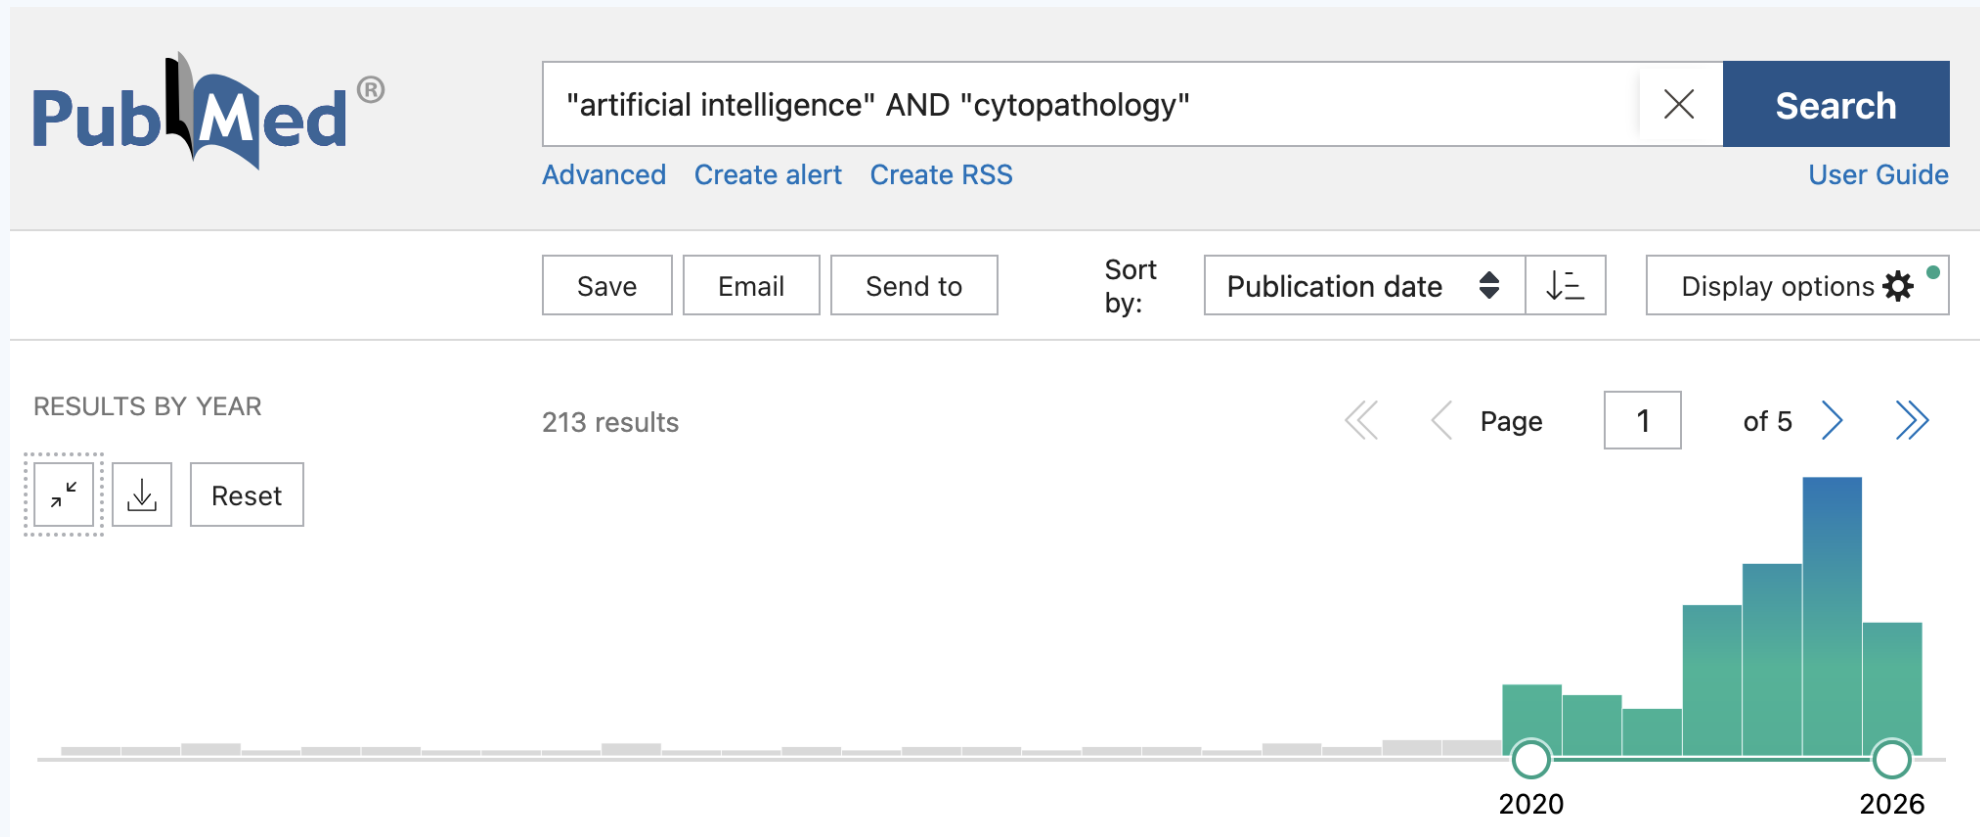 PubMed®
"artificial intelligence" AND "cytopathology"
Search
Advanced Create alert Create RSS
User Guide
Save Email Send to
Sort by:
Publication date
Display options
RESULTS BY YEAR
213 results
Page 1 of 5
Reset
2020 2026